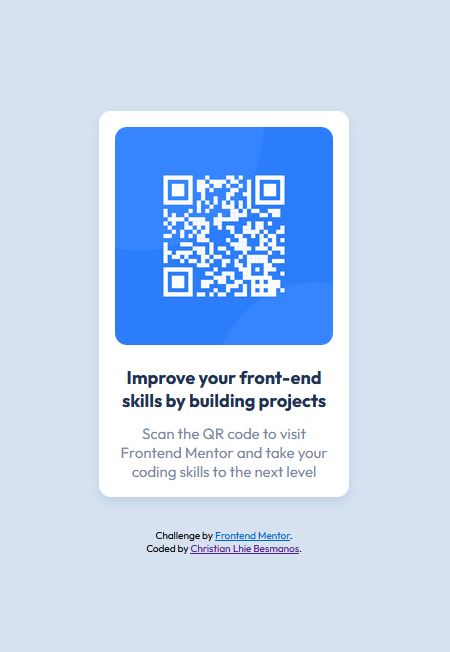 Improve your front-end
skills by building projects
Scan the QR code to visit
Frontend Mentor and take your
coding skills to the next level
Challenge by Frontend Mentor.
Coded by Christian Lhie Besmanos.